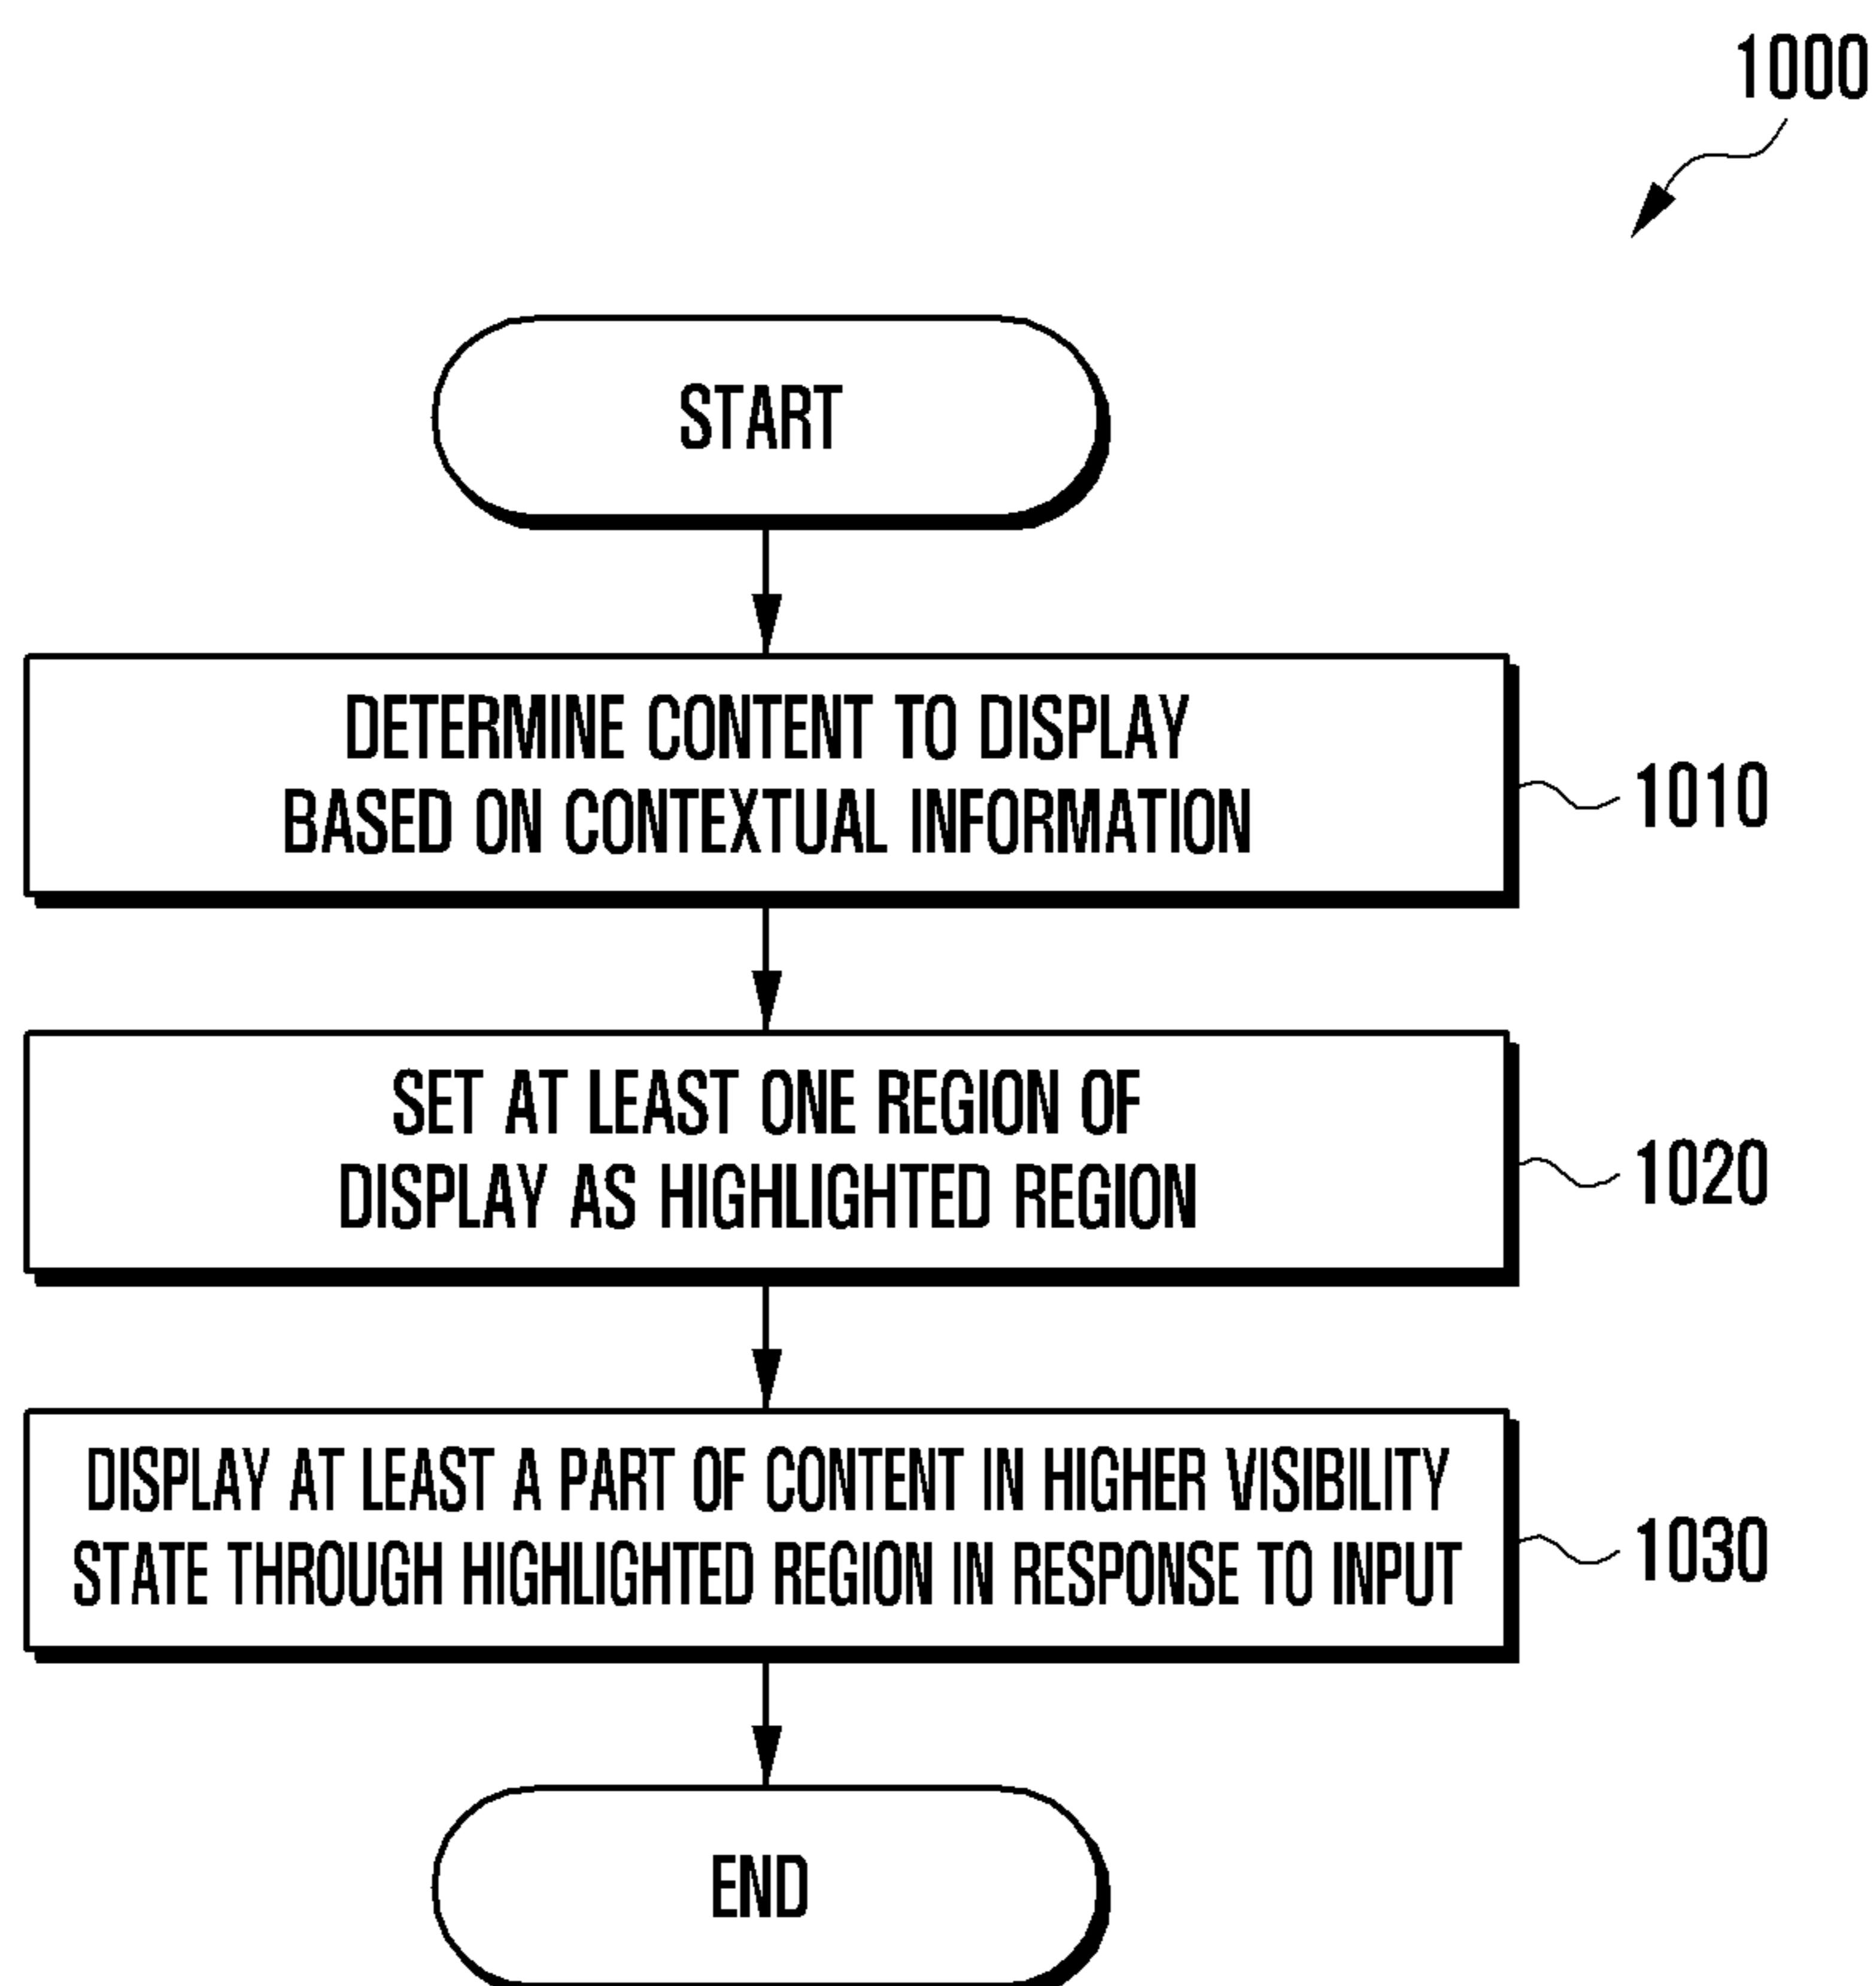 1000
START
DETERMINE CONTENT TO DISPLAY
BASED ON CONTEXTUAL INFORMATION
1010
SET AT LEAST ONE REGION OF
DISPLAY AS HIGHLIGHTED REGION
1020
DISPLAY AT LEAST A PART OF CONTENT IN HIGHER VISIBILITY
STATE THROUGH HIGHLIGHTED REGION IN RESPONSE TO INPUT
1030
END